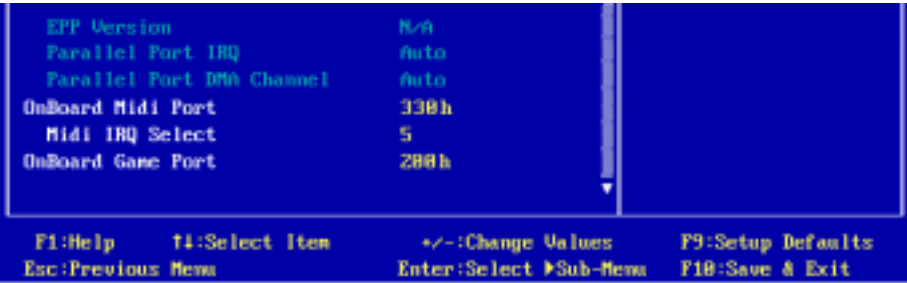 EPP Version N/A
Parallel Port IRQ Auto
Parallel Port DMA Channel Auto
OnBoard Midi Port 330h
Midi IRQ Select 5
OnBoard Game Port 200h
F1:Help ↑↓:Select Item +/-:Change Values F9:Setup Defaults
Esc:Previous Menu Enter:Select ▶Sub-Menu F10:Save & Exit